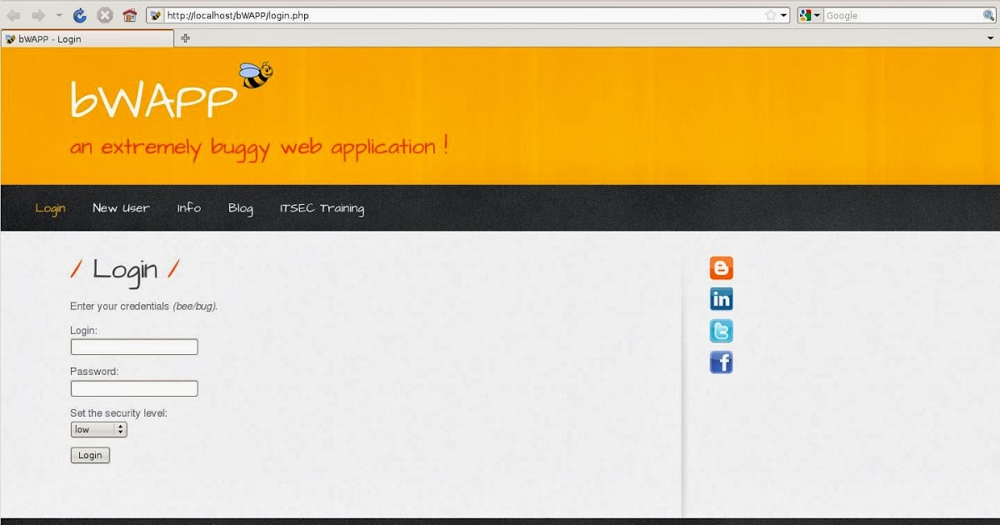 http://localhost/bWAPP/login.php
Google
bWAPP - Login
bWAPP
an extremely buggy web application !
Login New User Info Blog ITSEC Training
/ Login /
Enter your credentials (bee/bug).
Login:
Password:
Set the security level:
low
Login
in
f